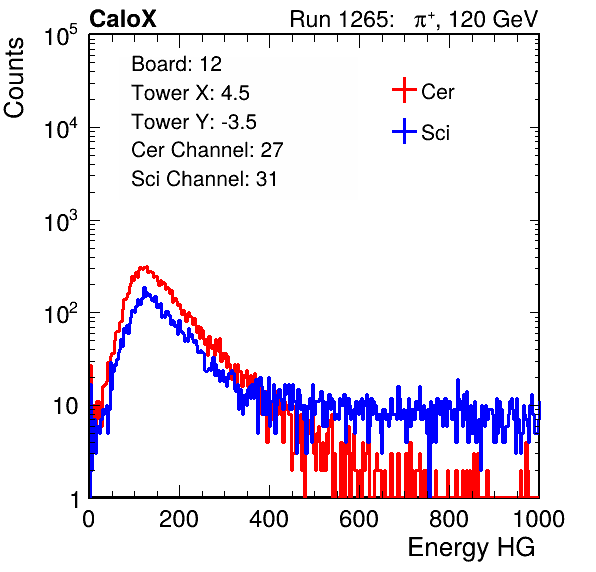 CaloX Run 1265: π⁺, 120 GeV
Counts
10⁵
10⁴
10³
10²
10
1
Board: 12
Tower X: 4.5
Tower Y: -3.5
Cer Channel: 27
Sci Channel: 31
Cer
Sci
0 200 400 600 800 1000
Energy HG